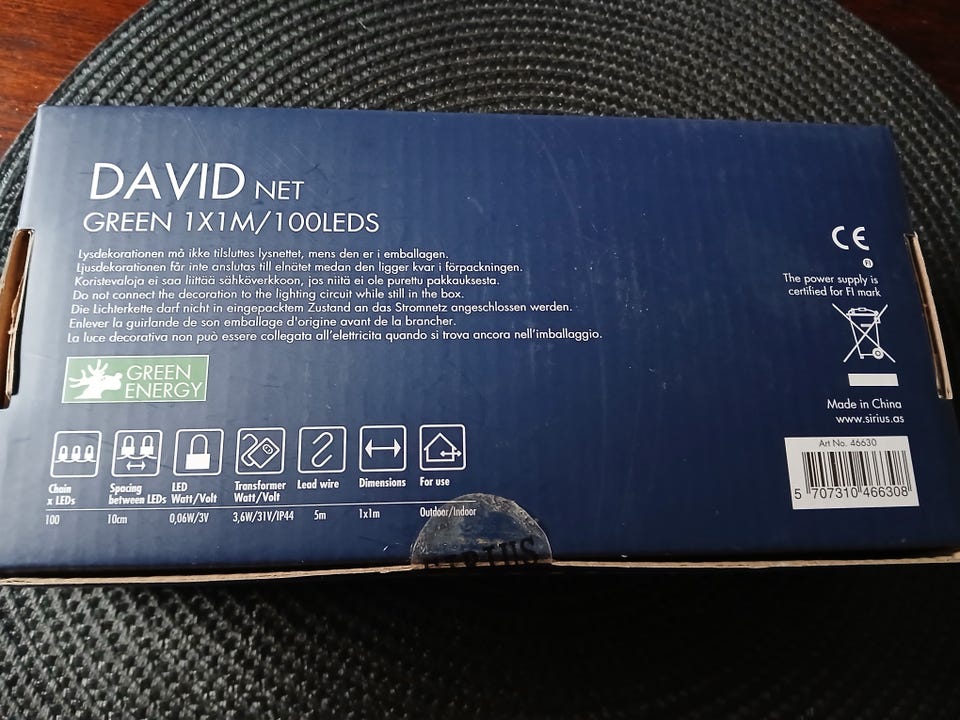 DAVID NET
GREEN 1X1M/100LEDS
Lysdekorationen må ikke tilsluttes lysnettet, mens den er i emballagen.
Ljusdekorationen får inte anslutas till elnätet medan den ligger kvar i förpackningen.
Koristevaloja ei saa liittää sähköverkkoon, jos niitä ei ole purettu pakkauksesta.
Do not connect the decoration to the lighting circuit while still in the box.
Die Lichterkette darf nicht in eingepacktem Zustand an das Stromnetz angeschlossen werden.
Enlever la guirlande de son emballage d'origine avant de la brancher.
La luce decorativa non può essere collegata all'elettricita quando si trova ancora nell'imballaggio.
GREEN
ENERGY
Chain
x LEDs
100
Spacing
between LEDs
10cm
LED
Watt/Volt
0,06W/3V
Transformer
Watt/Volt
3,6W/31V/IP44
Lead wire
5m
Dimensions
1x1m
For use
Outdoor/Indoor
SIRIUS
CE
FI
The power supply is
certified for FI mark
Made in China
www.sirius.as
Art No. 46630
5 707310 466308